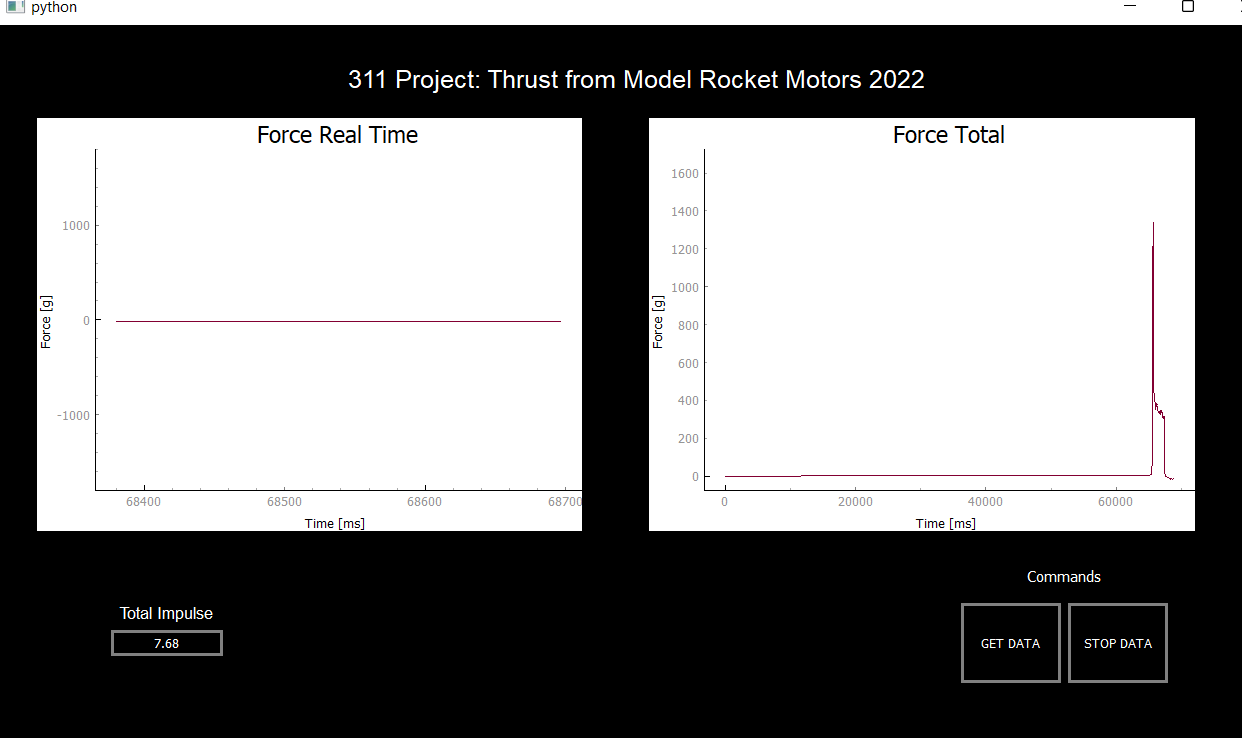 python
311 Project: Thrust from Model Rocket Motors 2022
Force Real Time
1000
0
-1000
Force [g]
68400
68500
68600
68700
Time [ms]
Force Total
1600
1400
1200
1000
800
600
400
200
0
Force [g]
0
20000
40000
60000
Time [ms]
Commands
GET DATA
STOP DATA
Total Impulse
7.68